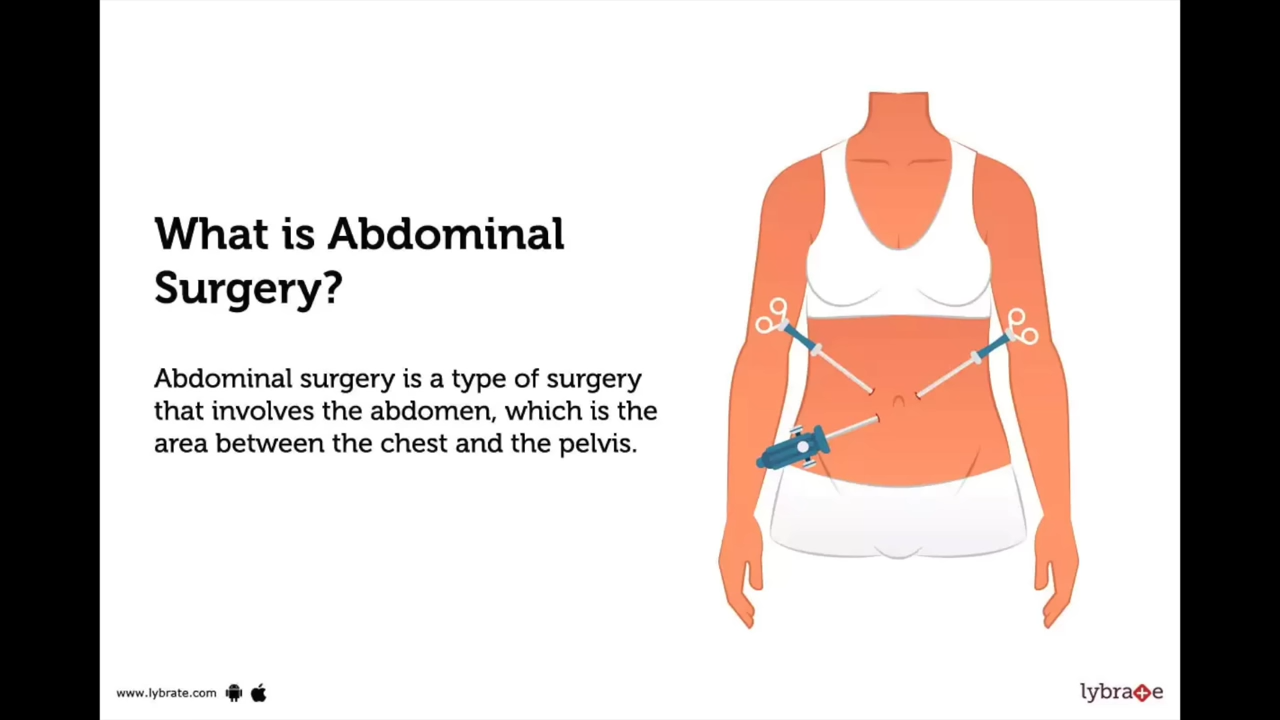 What is Abdominal
Surgery?
Abdominal surgery is a type of surgery
that involves the abdomen, which is the
area between the chest and the pelvis.
www.lybrate.com
lybrate